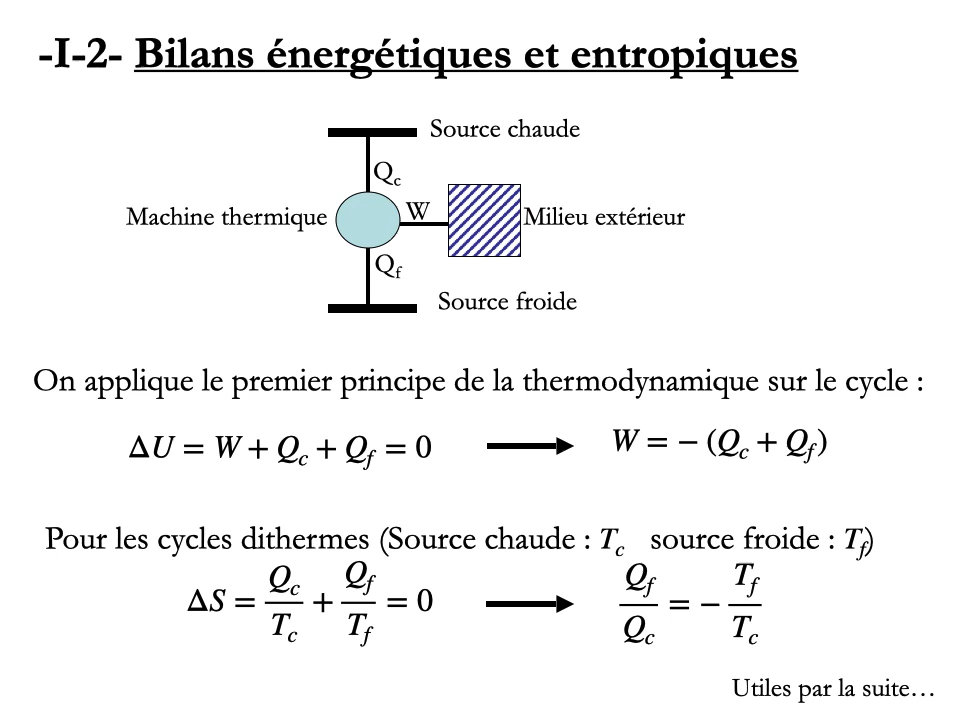 -I-2- Bilans énergétiques et entropiques
Source chaude
Qc
Machine thermique
W
Milieu extérieur
Qf
Source froide
On applique le premier principe de la thermodynamique sur le cycle :
ΔU = W + Qc + Qf = 0
W = − (Qc + Qf)
Pour les cycles dithermes (Source chaude : Tc source froide : Tf)
ΔS = Qc/Tc + Qf/Tf = 0
Qf/Qc = − Tf/Tc
Utiles par la suite…